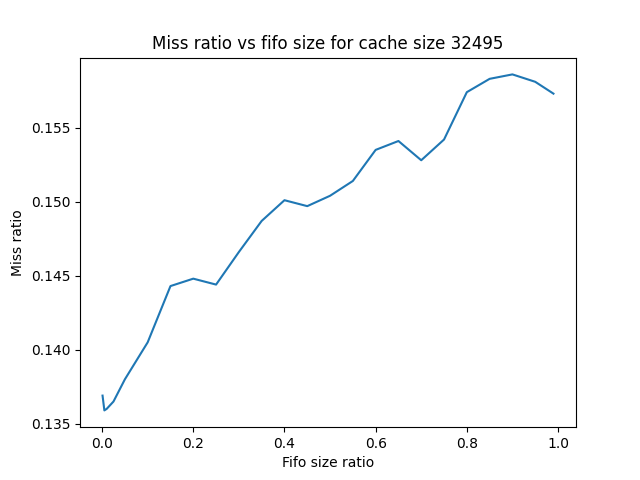 Miss ratio vs fifo size for cache size 32495
0.155
0.150
0.145
0.140
0.135
Miss ratio
0.0 0.2 0.4 0.6 0.8 1.0
Fifo size ratio